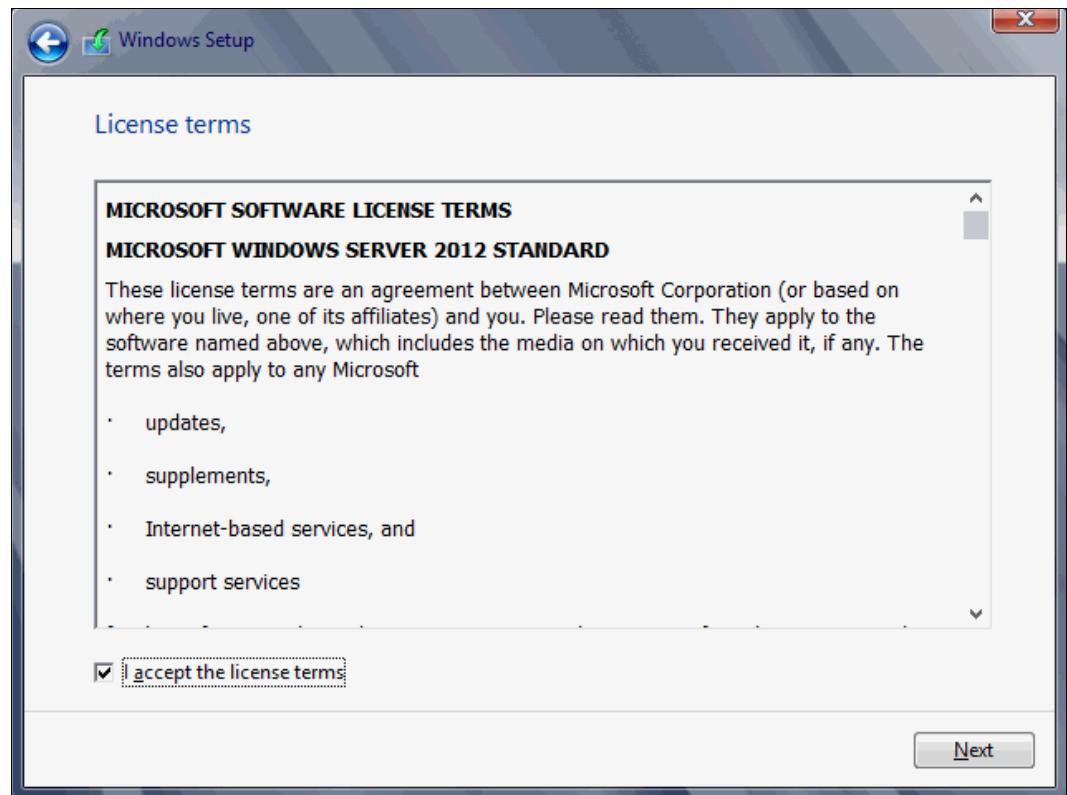 Windows Setup
License terms
MICROSOFT SOFTWARE LICENSE TERMS
MICROSOFT WINDOWS SERVER 2012 STANDARD
These license terms are an agreement between Microsoft Corporation (or based on
where you live, one of its affiliates) and you. Please read them. They apply to the
software named above, which includes the media on which you received it, if any. The
terms also apply to any Microsoft
· updates,
· supplements,
· Internet-based services, and
· support services
I accept the license terms
Next